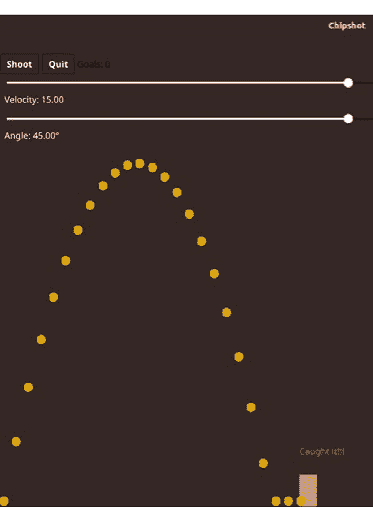 Chipshot
Shoot Quit Goals: 0
Velocity: 15.00
Angle: 45.00°
Caught it!